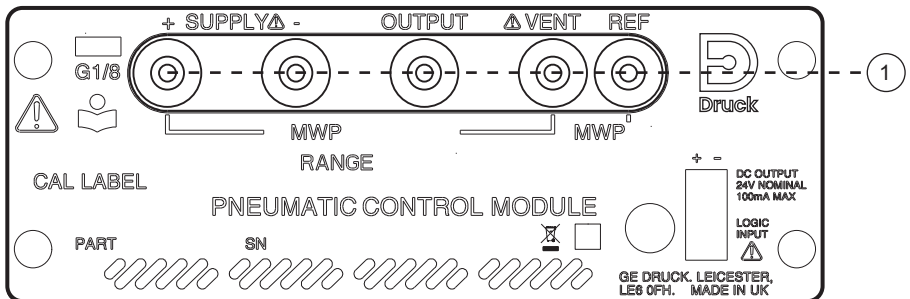 + SUPPLY⚠ - OUTPUT ⚠ VENT REF
G1/8
1
Druck
MWP MWP
RANGE
CAL LABEL
+ -
DC OUTPUT
24V NOMINAL
100mA MAX
PNEUMATIC CONTROL MODULE
LOGIC
INPUT
PART SN
GE DRUCK. LEICESTER,
LE6 0FH. MADE IN UK